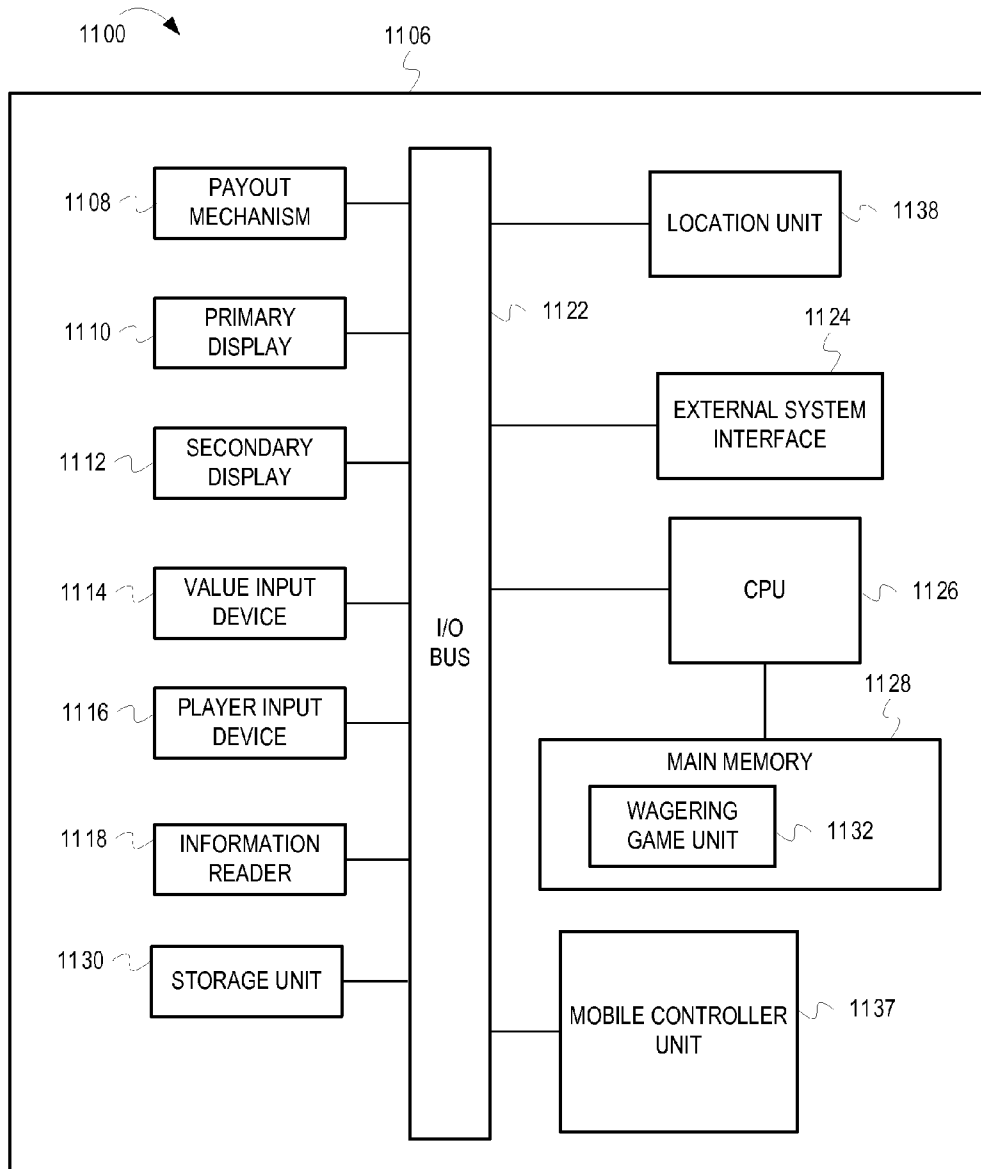 1100
1106
1108
PAYOUT
MECHANISM
LOCATION UNIT
1138
1110
PRIMARY
DISPLAY
1122
1124
EXTERNAL SYSTEM
INTERFACE
1112
SECONDARY
DISPLAY
1114
VALUE INPUT
DEVICE
I/O
BUS
CPU
1126
1116
PLAYER INPUT
DEVICE
1128
MAIN MEMORY
WAGERING
GAME UNIT
1132
1118
INFORMATION
READER
1130
STORAGE UNIT
MOBILE CONTROLLER
UNIT
1137